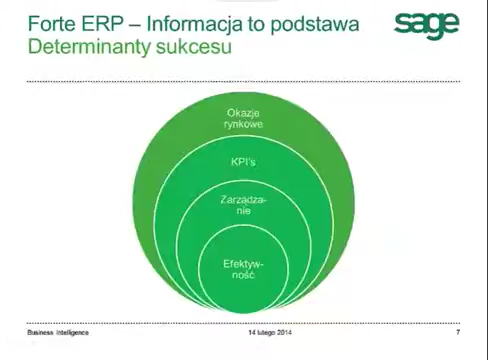 Forte ERP – Informacja to podstawa
sage
Determinanty sukcesu
Okazje
rynkowe
KPI's
Zarządza-
nie
Efektyw-
ność
Business Intelligence
14 lutego 2014
7